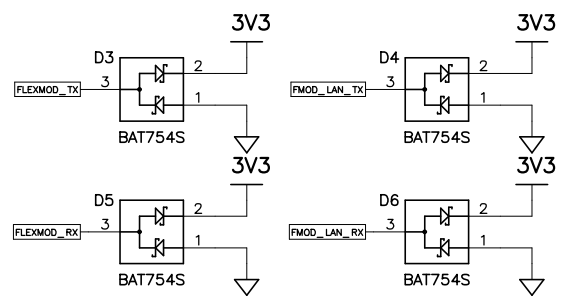 3V3 3V3
D3 2 D4 2
FLEXMOD_TX 3 FMOD_LAN_TX 3
1 1
BAT754S BAT754S
3V3 3V3
D5 2 D6 2
FLEXMOD_RX 3 FMOD_LAN_RX 3
1 1
BAT754S BAT754S